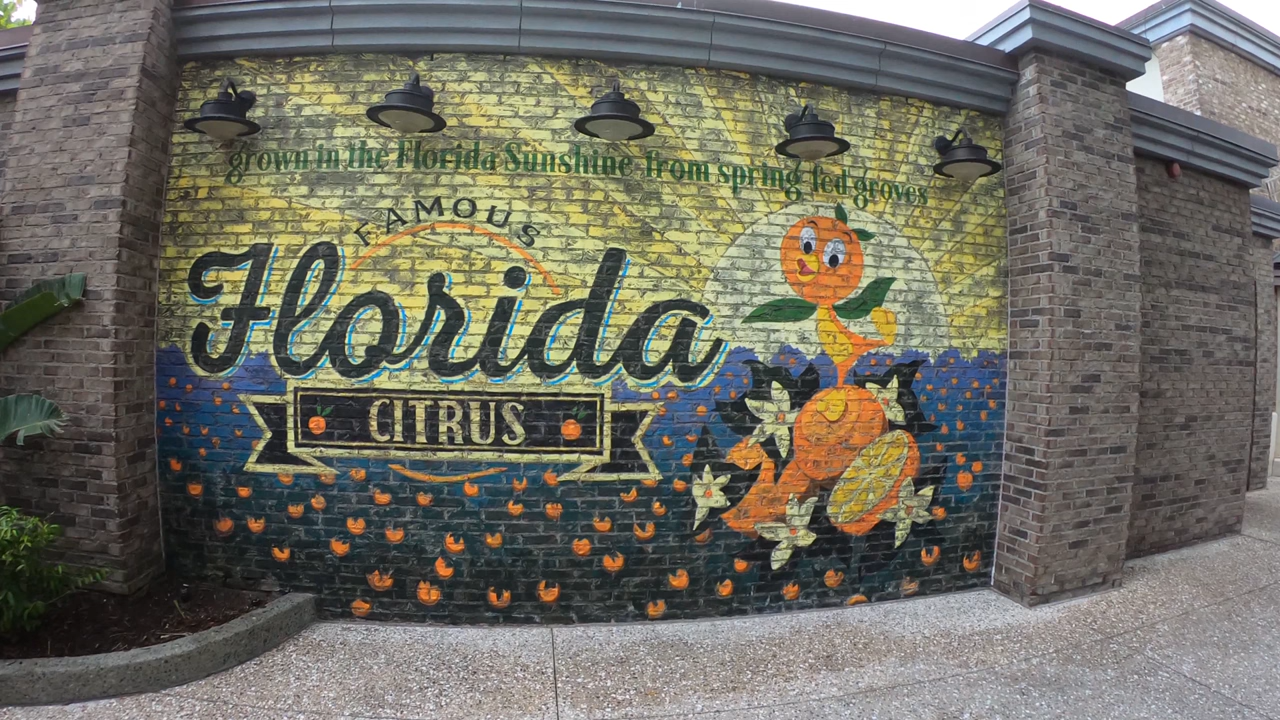 grown in the Florida Sunshine from spring fed groves
FAMOUS
Florida
CITRUS